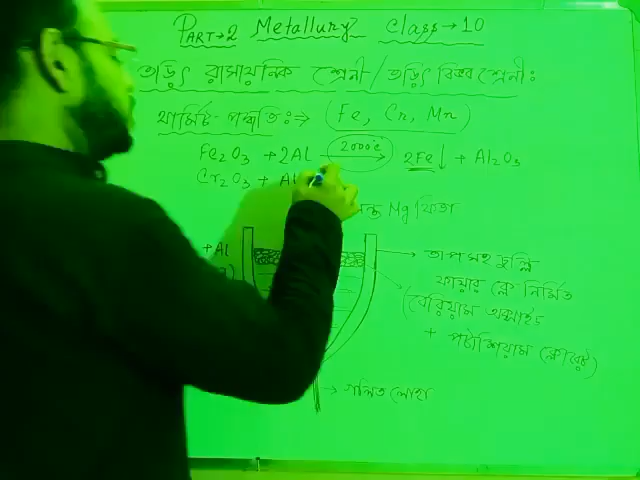 PART→2 Metallury Class→10
তড়িৎ রাসায়নিক শ্রেনী/তড়িৎ বিভব শ্রেনী:
থার্মিট-পদ্ধতি:⇒ (Fe, Cr, Mn)
Fe₂O₃ +2Al 2000°C → 2Fe↓ + Al₂O₃
Cr₂O₃ + Al
Mg ফিতা
+ Al
→ তাপসহ চুল্লি
ফায়ার ক্লে নির্মিত
(বেরিয়াম অক্সাইড
+ পটাশিয়াম ক্লোরেট)
→ গলিত লোহা